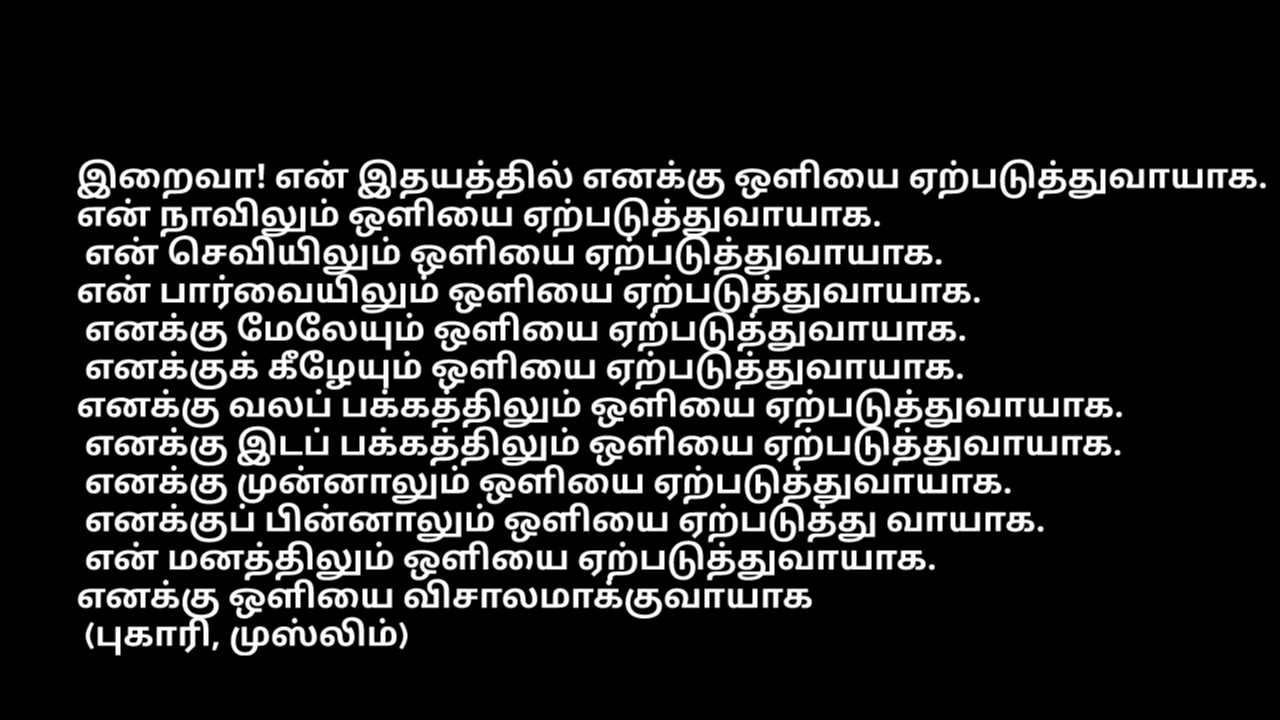 இறைவா! என் இதயத்தில் எனக்கு ஒளியை ஏற்படுத்துவாயாக.
என் நாவிலும் ஒளியை ஏற்படுத்துவாயாக.
என் செவியிலும் ஒளியை ஏற்படுத்துவாயாக.
என் பார்வையிலும் ஒளியை ஏற்படுத்துவாயாக.
எனக்கு மேலேயும் ஒளியை ஏற்படுத்துவாயாக.
எனக்குக் கீழேயும் ஒளியை ஏற்படுத்துவாயாக.
எனக்கு வலப் பக்கத்திலும் ஒளியை ஏற்படுத்துவாயாக.
எனக்கு இடப் பக்கத்திலும் ஒளியை ஏற்படுத்துவாயாக.
எனக்கு முன்னாலும் ஒளியை ஏற்படுத்துவாயாக.
எனக்குப் பின்னாலும் ஒளியை ஏற்படுத்து வாயாக.
என் மனத்திலும் ஒளியை ஏற்படுத்துவாயாக.
எனக்கு ஒளியை விசாலமாக்குவாயாக
(புகாரி, முஸ்லிம்)